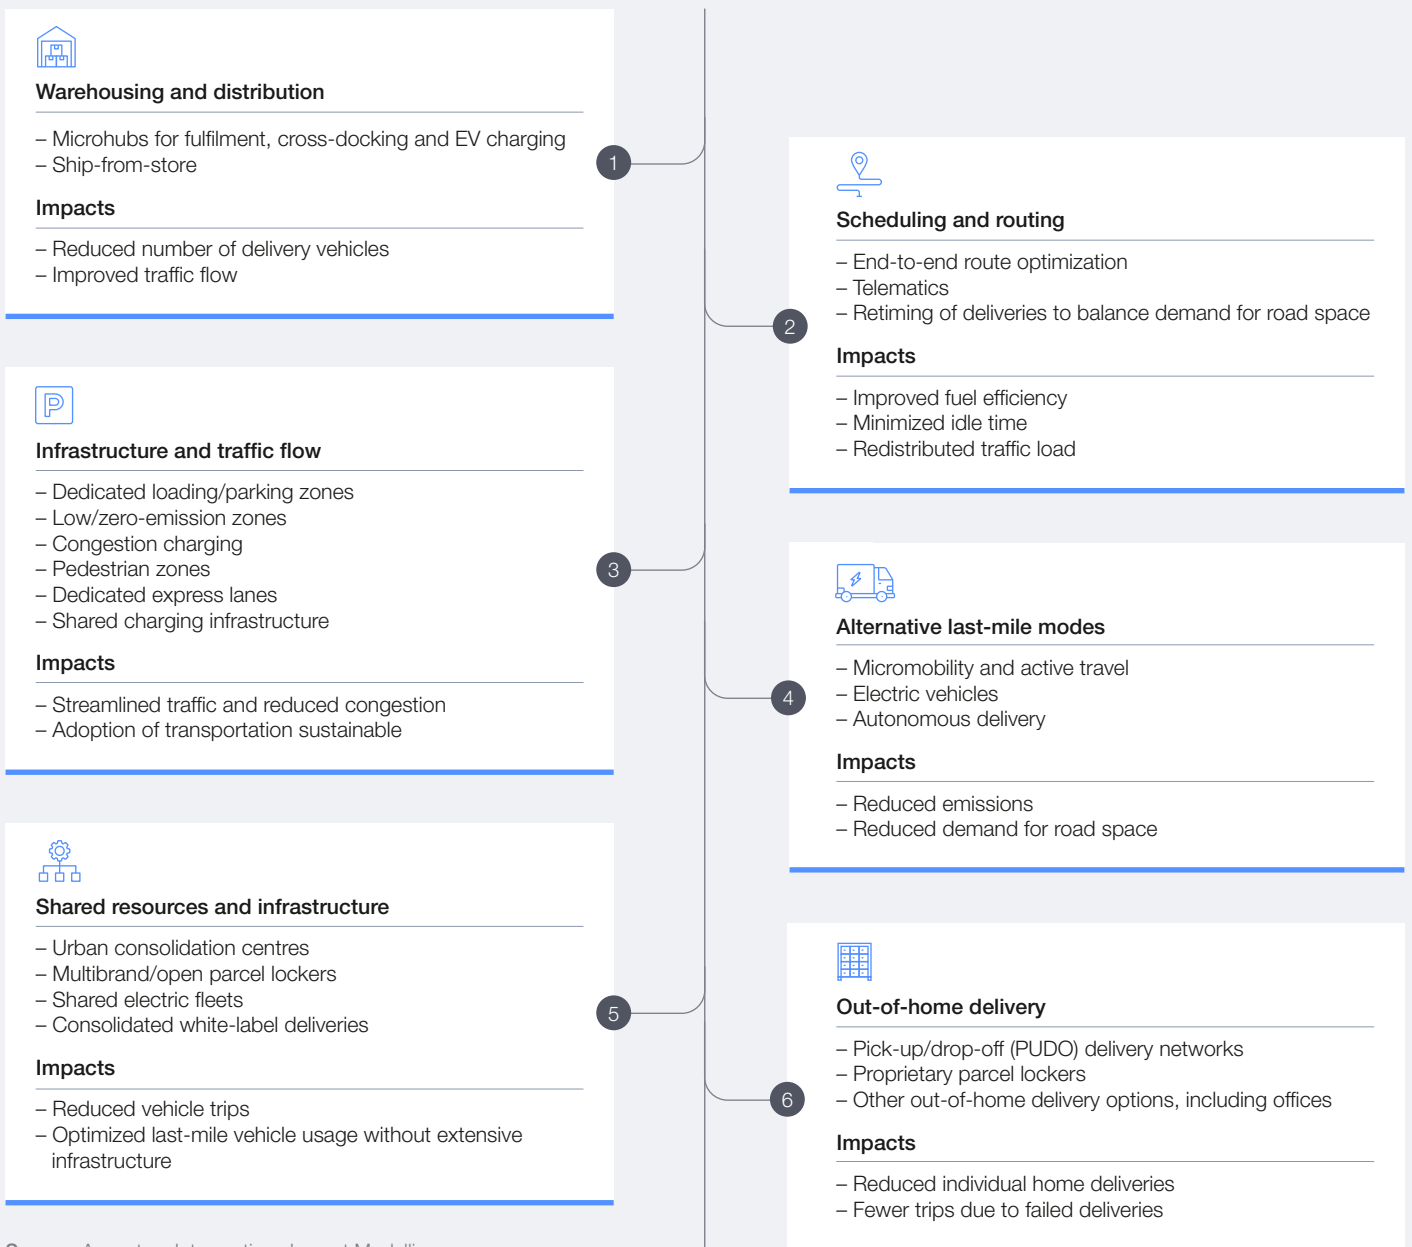 Warehousing and distribution
– Microhubs for fulfilment, cross-docking and EV charging
– Ship-from-store
Impacts
– Reduced number of delivery vehicles
– Improved traffic flow
1
Scheduling and routing
– End-to-end route optimization
– Telematics
– Retiming of deliveries to balance demand for road space
Impacts
– Improved fuel efficiency
– Minimized idle time
– Redistributed traffic load
2
P
Infrastructure and traffic flow
– Dedicated loading/parking zones
– Low/zero-emission zones
– Congestion charging
– Pedestrian zones
– Dedicated express lanes
– Shared charging infrastructure
Impacts
– Streamlined traffic and reduced congestion
– Adoption of transportation sustainable
3
Alternative last-mile modes
– Micromobility and active travel
– Electric vehicles
– Autonomous delivery
Impacts
– Reduced emissions
– Reduced demand for road space
4
Shared resources and infrastructure
– Urban consolidation centres
– Multibrand/open parcel lockers
– Shared electric fleets
– Consolidated white-label deliveries
Impacts
– Reduced vehicle trips
– Optimized last-mile vehicle usage without extensive
infrastructure
5
Out-of-home delivery
– Pick-up/drop-off (PUDO) delivery networks
– Proprietary parcel lockers
– Other out-of-home delivery options, including offices
Impacts
– Reduced individual home deliveries
– Fewer trips due to failed deliveries
6